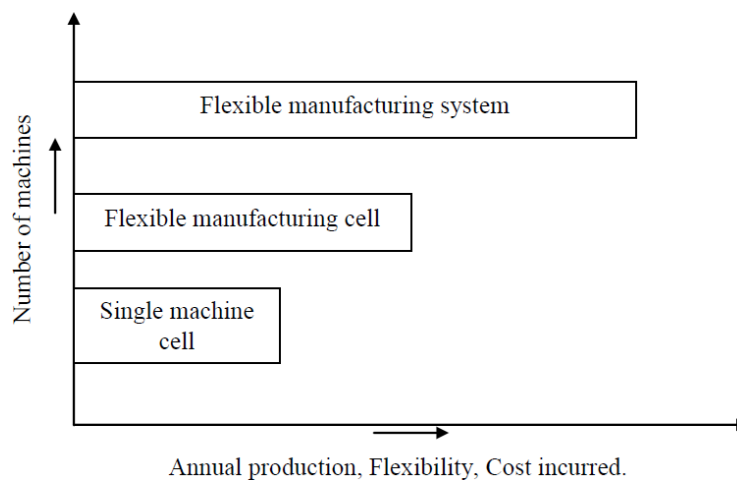 Flexible manufacturing system
Number of machines
Flexible manufacturing cell
Single machine
cell
Annual production, Flexibility, Cost incurred.